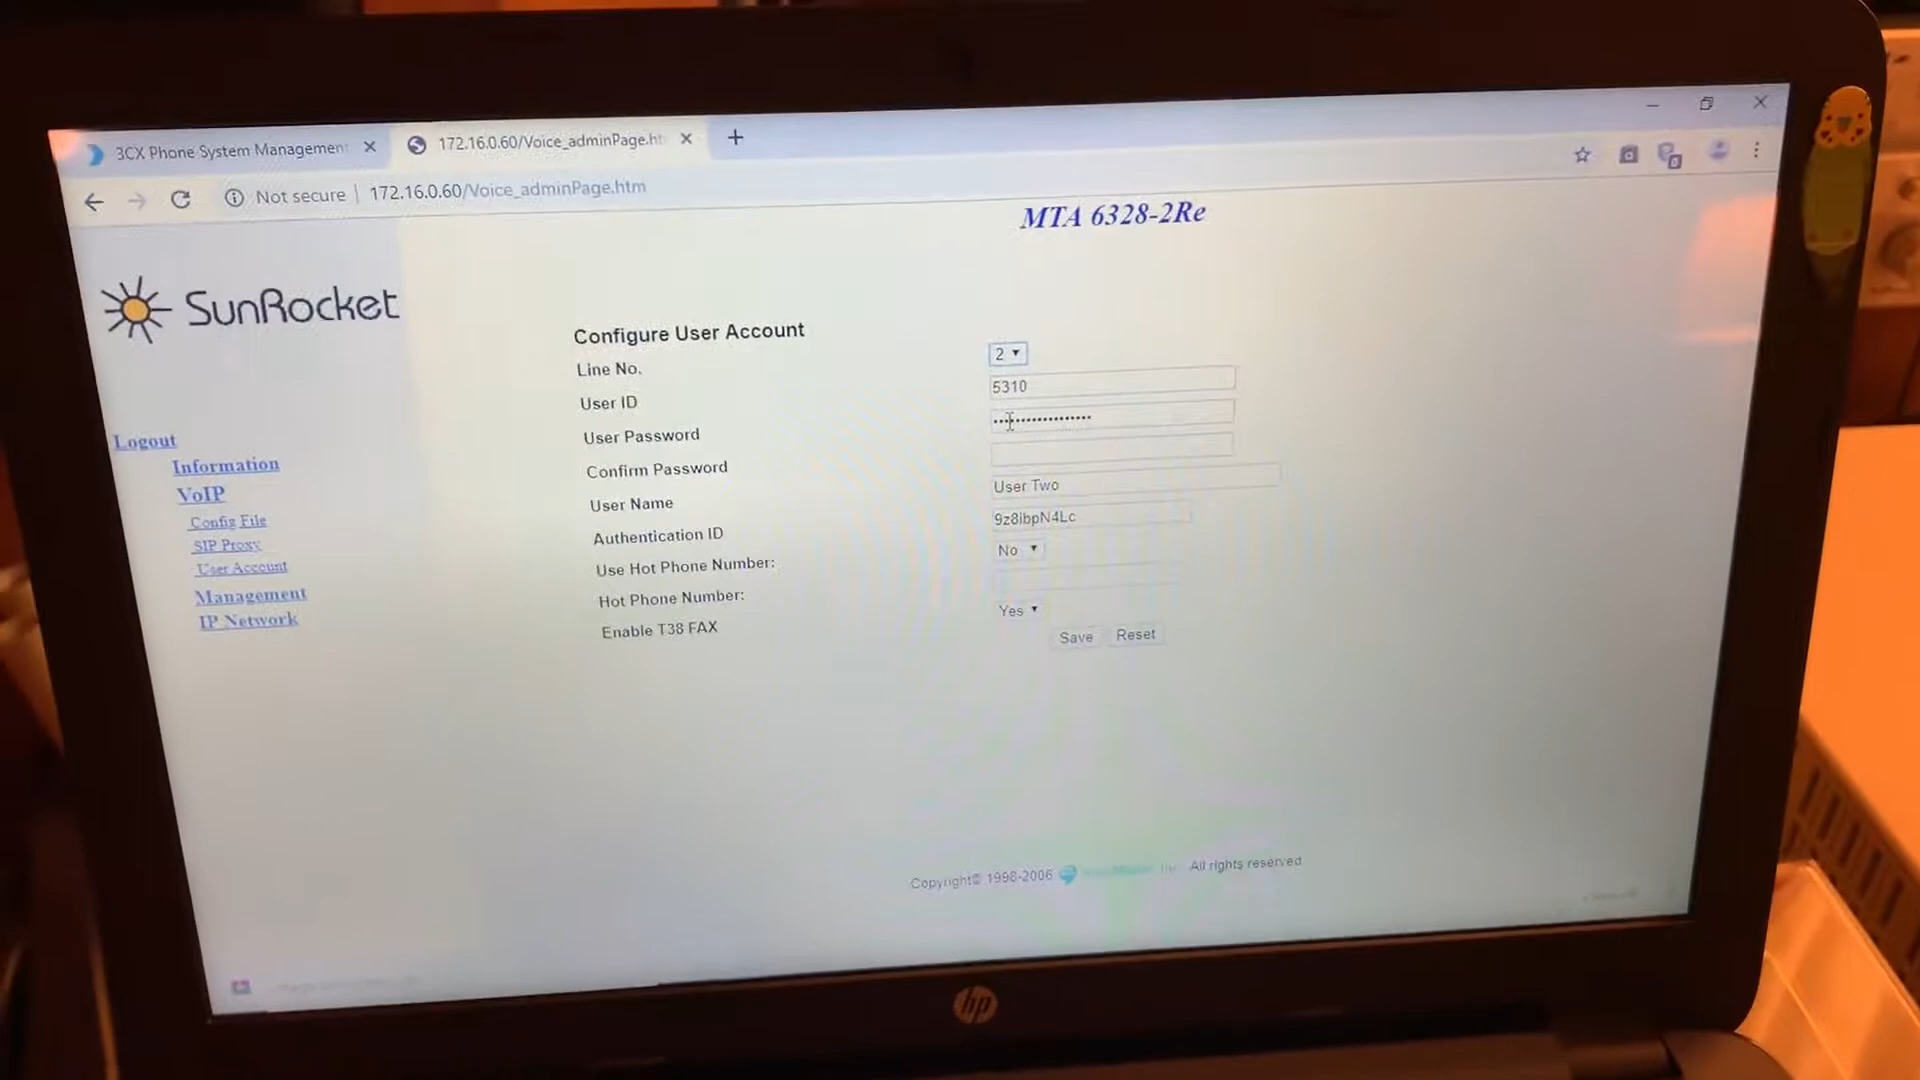 3CX Phone System Management
172.16.0.60/Voice_adminPage.ht
Not secure | 172.16.0.60/Voice_adminPage.htm
MTA 6328-2Re
SunRocket
Configure User Account
Line No. 2
User ID 5310
User Password ••••••••••••••••
Confirm Password
User Name User Two
Authentication ID 9z8lbpN4Lc
Use Hot Phone Number: No
Hot Phone Number:
Enable T38 FAX Yes
Save Reset
Logout
Information
VoIP
Config File
SIP Proxy
User Account
Management
IP Network
Copyright© 1998-2006 All rights reserved
hp